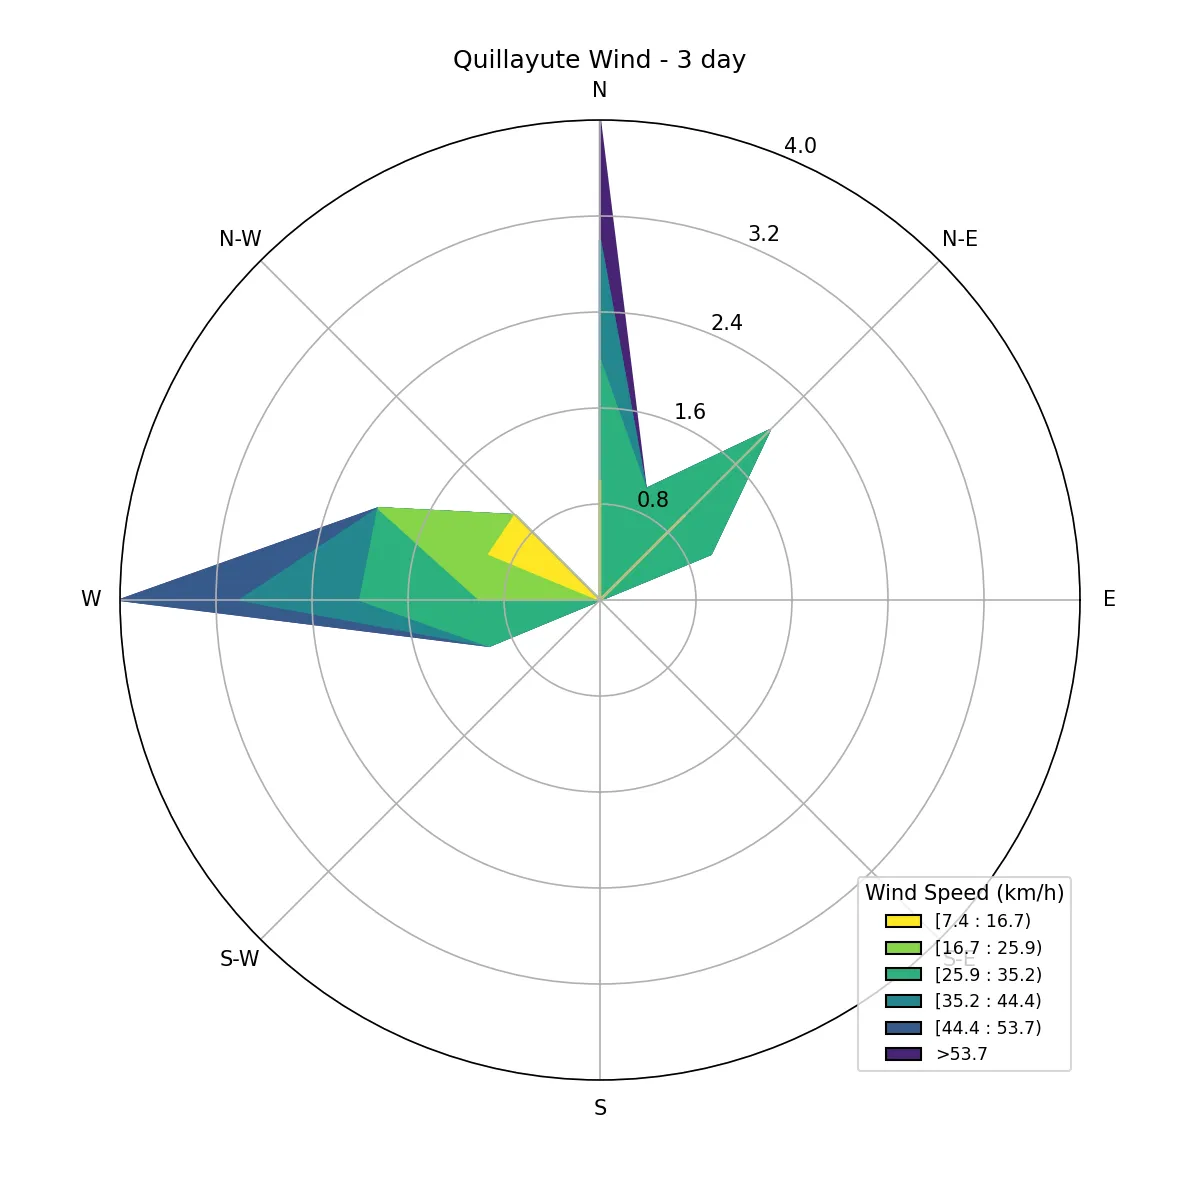 Quillayute Wind - 3 day
N
4.0
N-W
3.2
N-E
2.4
1.6
0.8
W
E
S-W
S-E
S
Wind Speed (km/h)
[7.4 : 16.7)
[16.7 : 25.9)
[25.9 : 35.2)
[35.2 : 44.4)
[44.4 : 53.7)
>53.7